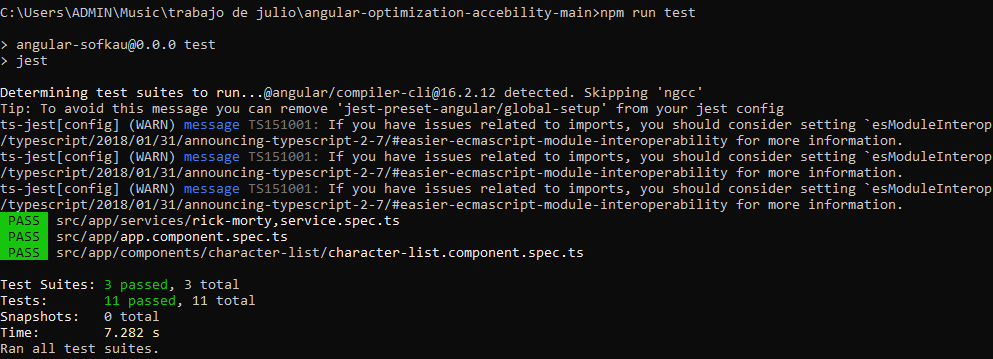 C:\Users\ADMIN\Music\trabajo de julio\angular-optimization-accebility-main>npm run test
> angular-sofkau@0.0.0 test
> jest
Determining test suites to run...@angular/compiler-cli@16.2.12 detected. Skipping 'ngcc'
Tip: To avoid this message you can remove 'jest-preset-angular/global-setup' from your jest config
ts-jest[config] (WARN) message TS151001: If you have issues related to imports, you should consider setting `esModuleInterop
/typescript/2018/01/31/announcing-typescript-2-7/#easier-ecmascript-module-interoperability for more information.
ts-jest[config] (WARN) message TS151001: If you have issues related to imports, you should consider setting `esModuleInterop
/typescript/2018/01/31/announcing-typescript-2-7/#easier-ecmascript-module-interoperability for more information.
ts-jest[config] (WARN) message TS151001: If you have issues related to imports, you should consider setting `esModuleInterop
/typescript/2018/01/31/announcing-typescript-2-7/#easier-ecmascript-module-interoperability for more information.
PASS src/app/services/rick-morty,service.spec.ts
PASS src/app/app.component.spec.ts
PASS src/app/components/character-list/character-list.component.spec.ts
Test Suites: 3 passed, 3 total
Tests: 11 passed, 11 total
Snapshots: 0 total
Time: 7.282 s
Ran all test suites.